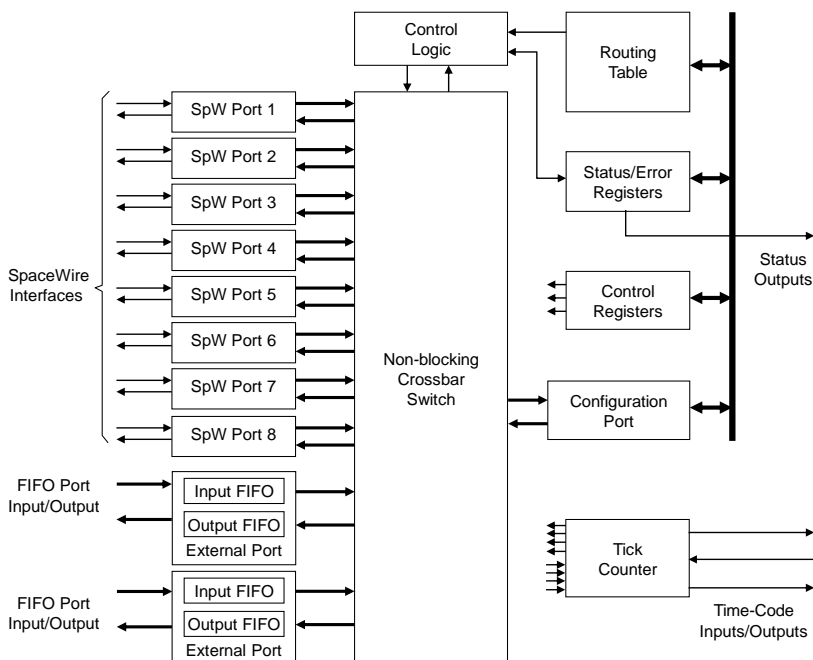 Control
Logic
Routing
Table
SpW Port 1
SpW Port 2
SpW Port 3
SpW Port 4
SpW Port 5
SpW Port 6
SpW Port 7
SpW Port 8
SpaceWire
Interfaces
Status/Error
Registers
Status
Outputs
Control
Registers
Non-blocking
Crossbar
Switch
Configuration
Port
FIFO Port
Input/Output
Input FIFO
Output FIFO
External Port
FIFO Port
Input/Output
Input FIFO
Output FIFO
External Port
Tick
Counter
Time-Code
Inputs/Outputs